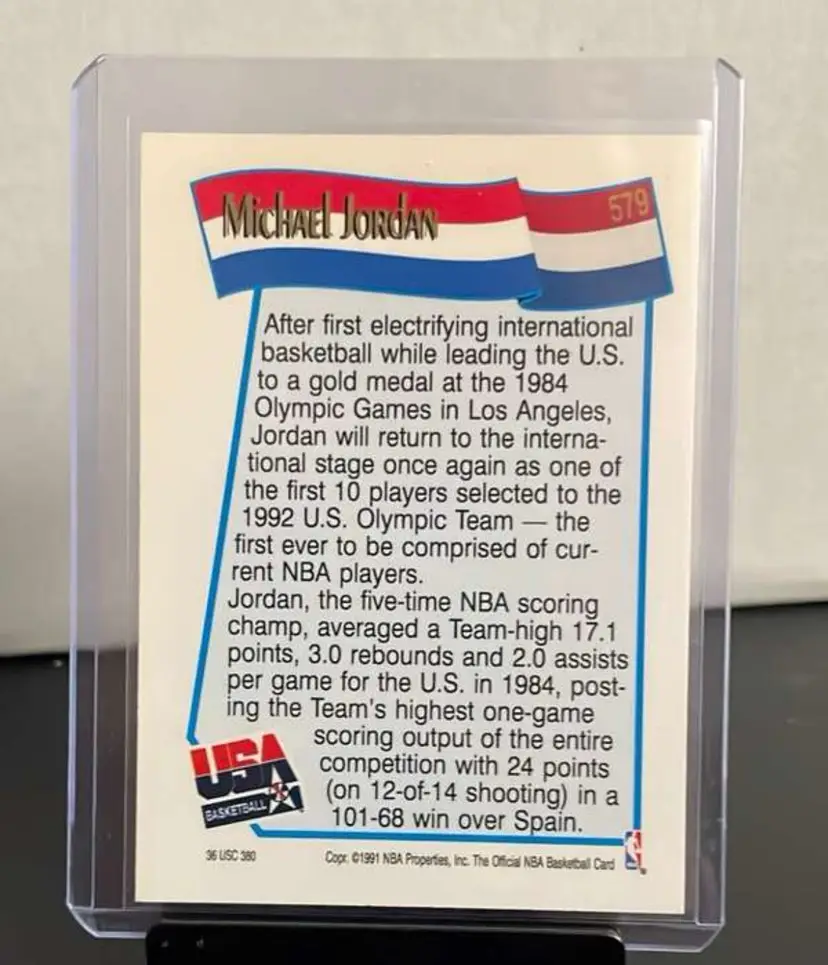 Michael Jordan
579
After first electrifying international
basketball while leading the U.S.
to a gold medal at the 1984
Olympic Games in Los Angeles,
Jordan will return to the interna-
tional stage once again as one of
the first 10 players selected to the
1992 U.S. Olympic Team — the
first ever to be comprised of cur-
rent NBA players.
Jordan, the five-time NBA scoring
champ, averaged a Team-high 17.1
points, 3.0 rebounds and 2.0 assists
per game for the U.S. in 1984, post-
ing the Team's highest one-game
scoring output of the entire
competition with 24 points
(on 12-of-14 shooting) in a
101-68 win over Spain.
USA
BASKETBALL
36 USC 380
Copr. ©1991 NBA Properties, Inc. The Official NBA Basketball Card